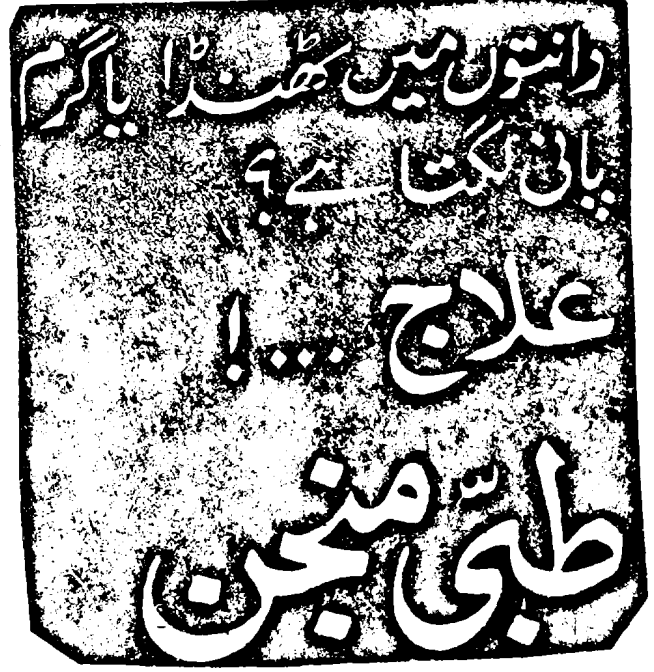 دانتوں میں ٹھنڈا یا گرم
پانی لگتا ہے؟
علاج ...!
طبّی منجن